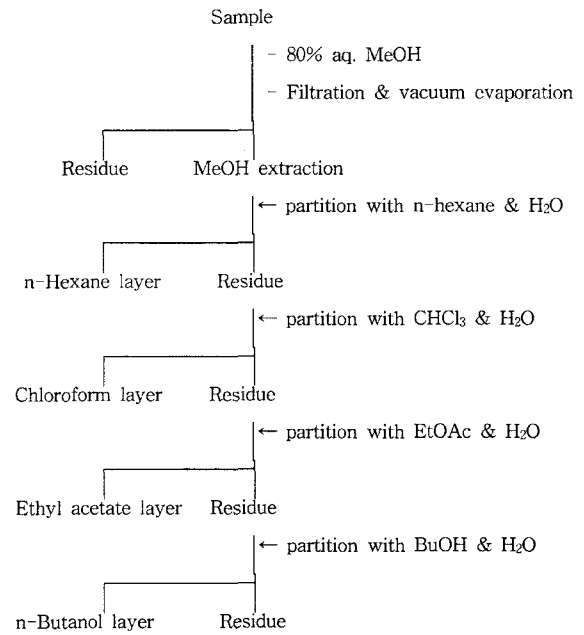 Sample
- 80% aq. MeOH
- Filtration & vacuum evaporation
Residue MeOH extraction
← partition with n-hexane & H₂O
n-Hexane layer Residue
← partition with CHCl₃ & H₂O
Chloroform layer Residue
← partition with EtOAc & H₂O
Ethyl acetate layer Residue
← partition with BuOH & H₂O
n-Butanol layer Residue